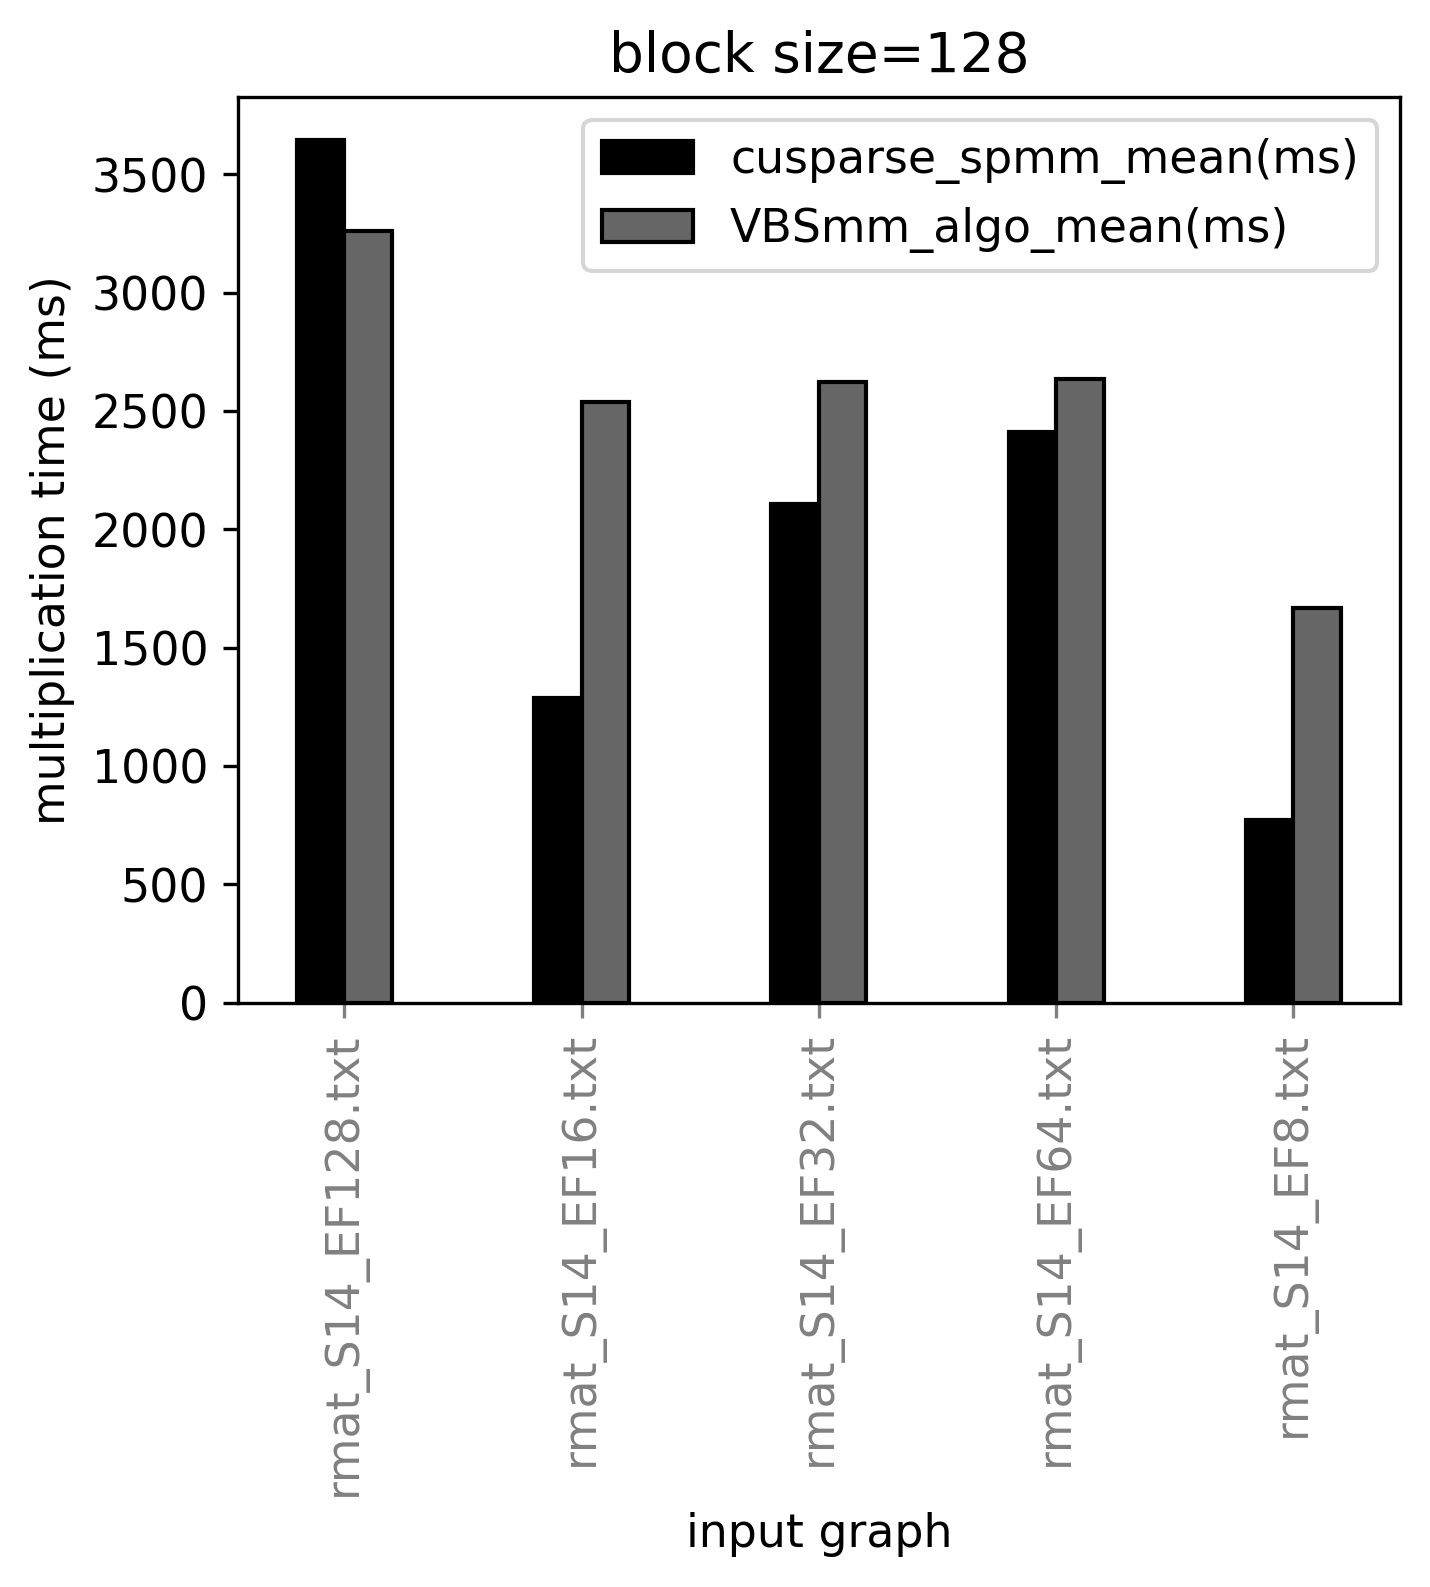 block size=128
cusparse_spmm_mean(ms)
VBSmm_algo_mean(ms)
multiplication time (ms)
3500
3000
2500
2000
1500
1000
500
0
rmat_S14_EF128.txt
rmat_S14_EF16.txt
rmat_S14_EF32.txt
rmat_S14_EF64.txt
rmat_S14_EF8.txt
input graph